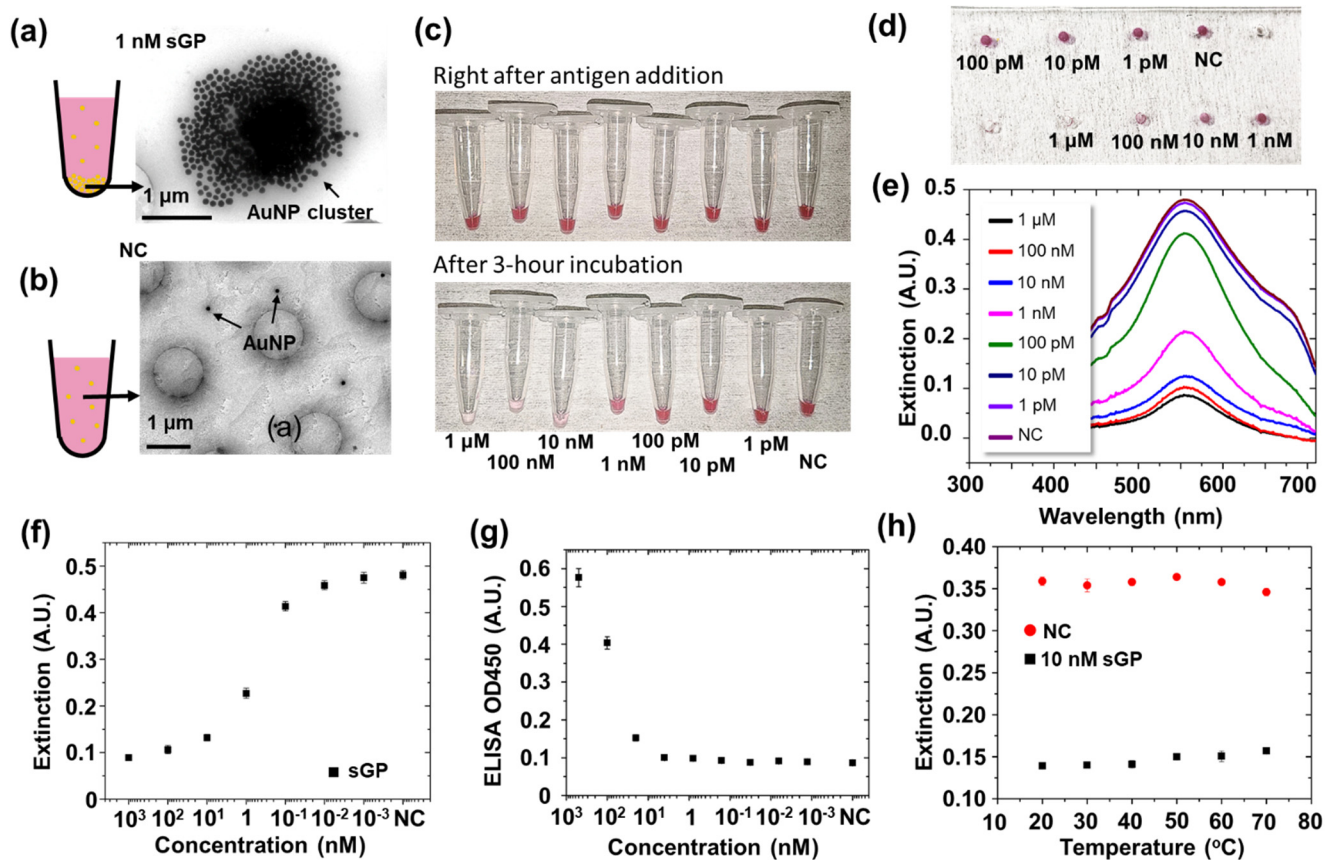 (a)
1 nM sGP
1 µm
AuNP cluster
NC
(b)
AuNP
1 µm
(a)
(c)
Right after antigen addition
After 3-hour incubation
1 µM 10 nM 100 pM 1 pM NC
100 nM 1 nM 10 pM
(d)
100 pM 10 pM 1 pM NC
1 µM 100 nM 10 nM 1 nM
(e)
Extinction (A.U.)
0.5
0.4
0.3
0.2
0.1
0.0
1 µM
100 nM
10 nM
1 nM
100 pM
10 pM
1 pM
NC
300 400 500 600 700
Wavelength (nm)
(f)
Extinction (A.U.)
0.5
0.4
0.3
0.2
0.1
0
sGP
10³ 10² 10¹ 1 10⁻¹ 10⁻² 10⁻³ NC
Concentration (nM)
(g)
ELISA OD450 (A.U.)
0.6
0.5
0.4
0.3
0.2
0.1
0.0
10³ 10² 10¹ 1 10⁻¹ 10⁻² 10⁻³ NC
Concentration (nM)
(h)
Extinction (A.U.)
0.40
0.35
0.30
0.25
0.20
0.15
0.10
NC
10 nM sGP
10 20 30 40 50 60 70 80
Temperature (°C)